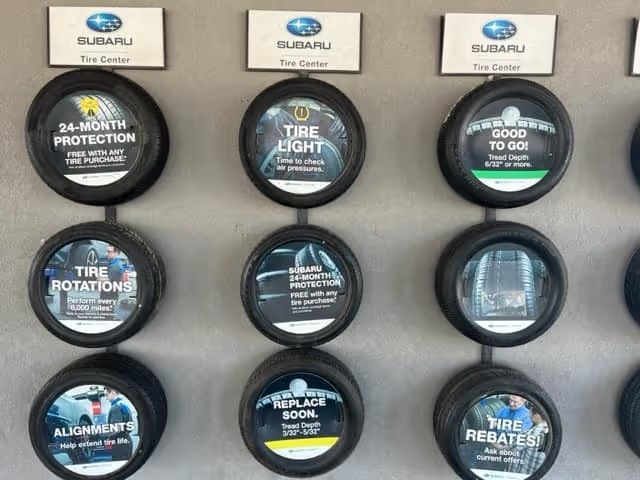 SUBARU
Tire Center
24-MONTH
PROTECTION
FREE WITH ANY
TIRE PURCHASE*
TIRE
ROTATIONS
Perform every
6,000 miles.*
ALIGNMENTS
Help extend tire life.
SUBARU
Tire Center
TIRE
LIGHT
Time to check
air pressures.
SUBARU
24-MONTH
PROTECTION
FREE with any
tire purchase.*
REPLACE
SOON.
Tread Depth
3/32"-5/32"
SUBARU
Tire Center
GOOD
TO GO!
Tread Depth
6/32" or more.
TIRE
REBATES!
Ask about
current offers.